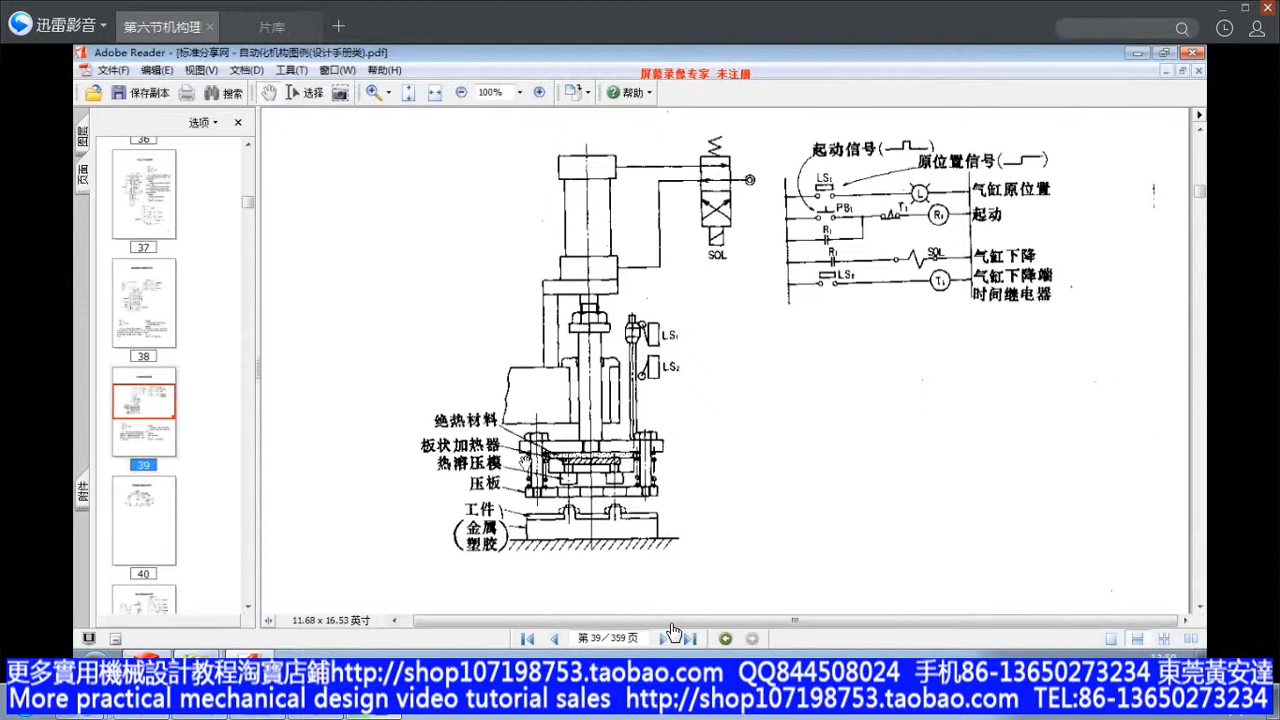 迅雷影音
第六节机构理
片库
Adobe Reader - [标准分享网 - 自动化机构图例(设计手册类).pdf]
文件(F) 编辑(E) 视图(V) 文档(D) 工具(T) 窗口(W) 帮助(H)
屏幕录像专家 未注册
保存副本
搜索
选择
100%
帮助
选项
图层
页面
附件
36
37
38
39
40
起动信号(
)
原位置信号(
)
LS₁
L
气缸原位置
PB₁
T₁
R₁
起动
R₁
R₁
SOL
气缸下降
LS₂
T₁
气缸下降端
时间继电器
SOL
LS₁
LS₂
绝热材料
板状加热器
热溶压模
压板
工件
(金属
塑胶)
11.68 x 16.53 英寸
第 39/359 页
更多實用機械設計教程淘寶店鋪http://shop107198753.taobao.com QQ844508024 手机86-13650273234 東莞黃安達
More practical mechanical design video tutorial sales http://shop107198753.taobao.com TEL:86-13650273234